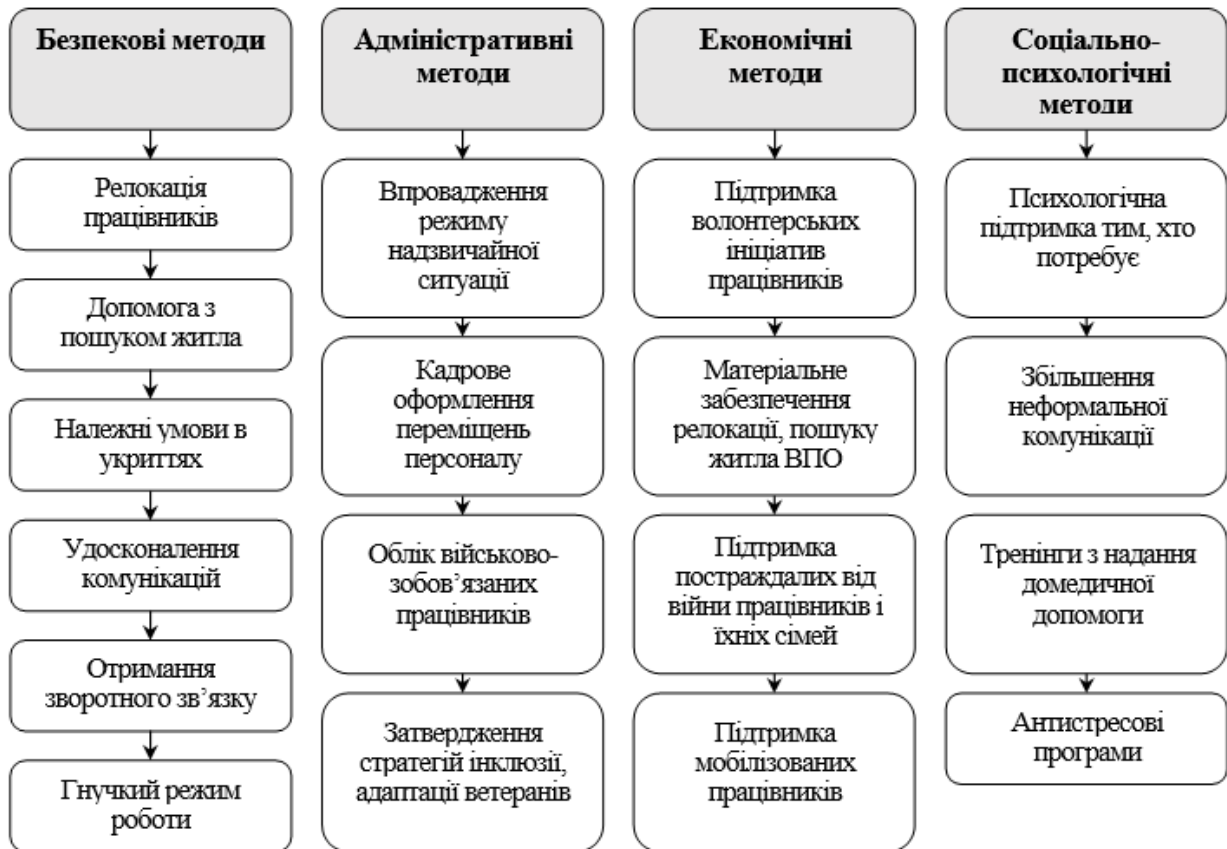 Безпекові методи
Релокація
працівників
Допомога з
пошуком житла
Належні умови в
укриттях
Удосконалення
комунікацій
Отримання
зворотного зв’язку
Гнучкий режим
роботи
Адміністративні
методи
Впровадження
режиму
надзвичайної
ситуації
Кадрове
оформлення
переміщень
персоналу
Облік військово-
зобов’язаних
працівників
Затвердження
стратегій інклюзії,
адаптації ветеранів
Економічні
методи
Підтримка
волонтерських
ініціатив
працівників
Матеріальне
забезпечення
релокації, пошуку
житла ВПО
Підтримка
постраждалих від
війни працівників і
їхніх сімей
Підтримка
мобілізованих
працівників
Соціально-
психологічні
методи
Психологічна
підтримка тим, хто
потребує
Збільшення
неформальної
комунікації
Тренінги з надання
домедичної
допомоги
Антистресові
програми